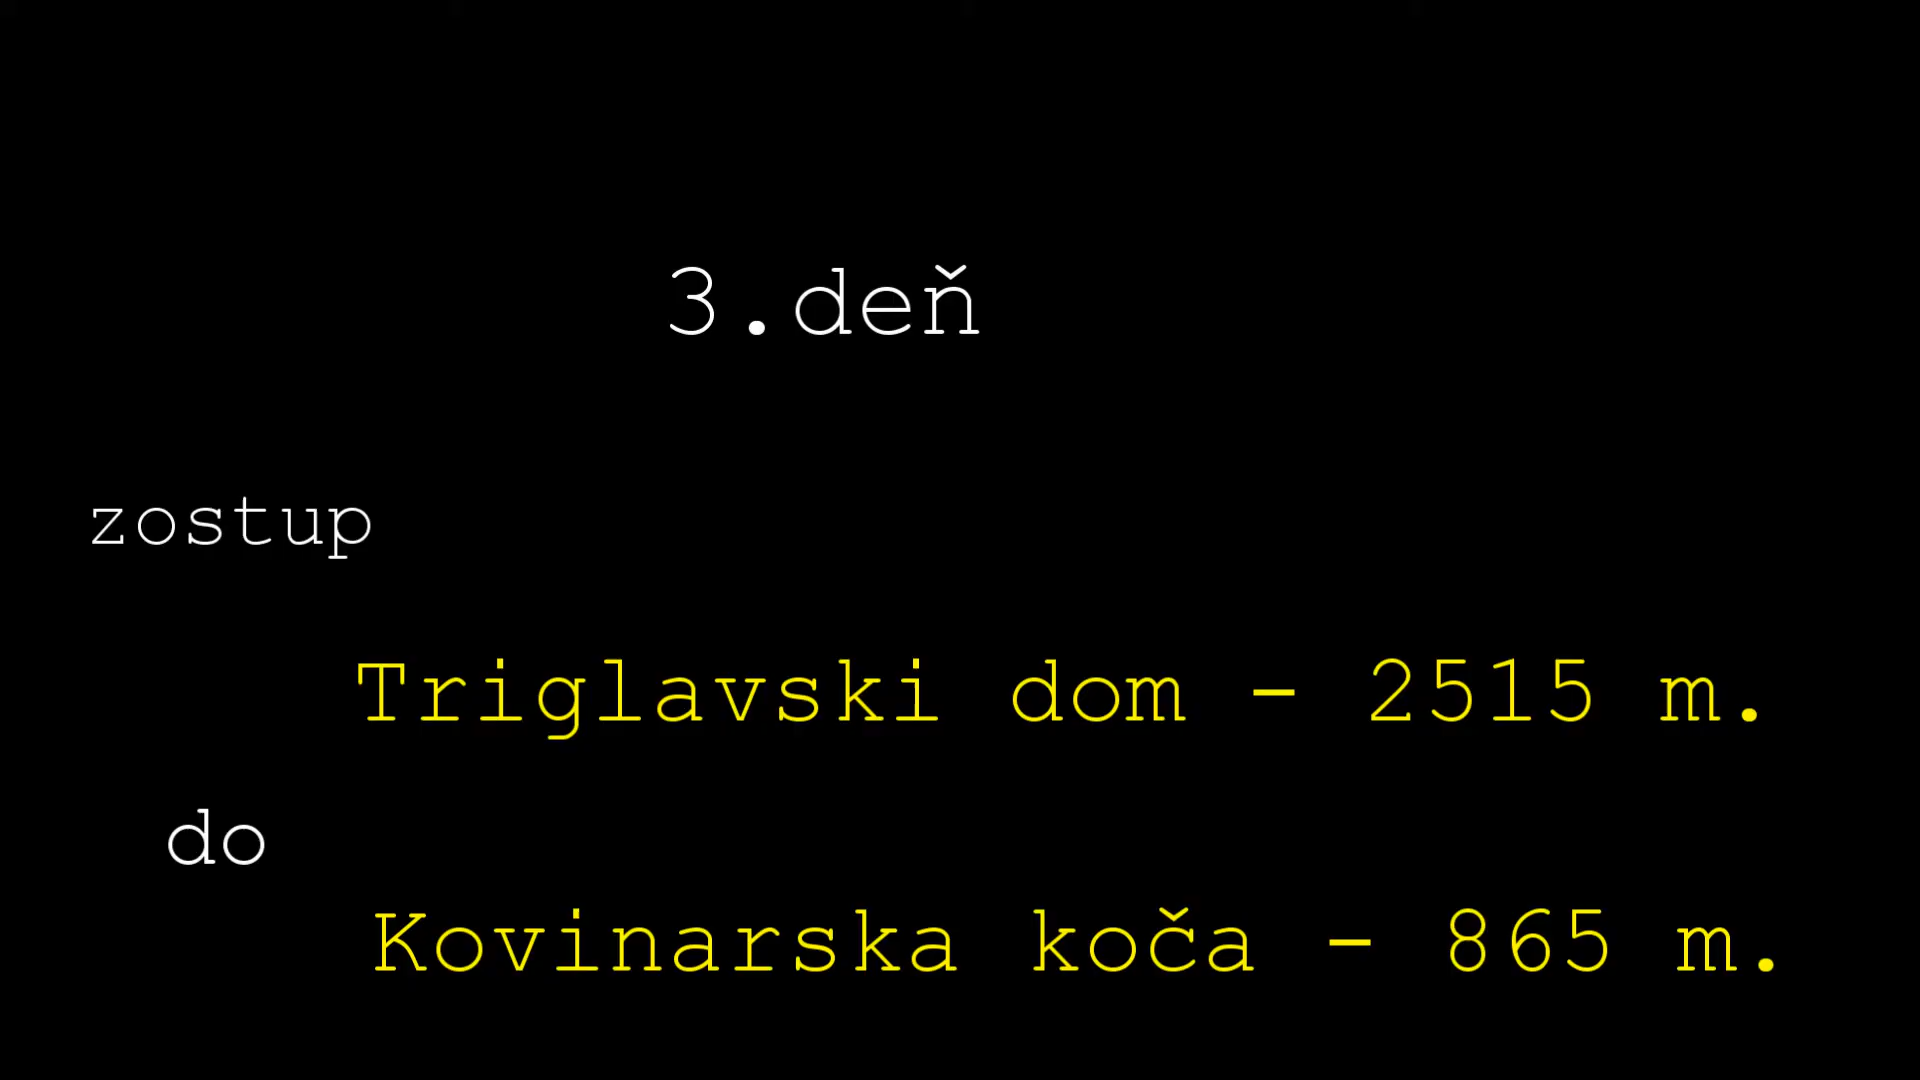 3.deň
zostup
Triglavski dom - 2515 m.
do
Kovinarska koča - 865 m.